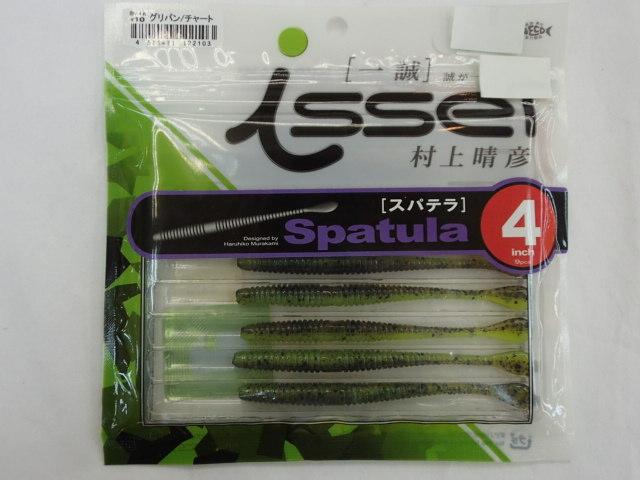 グリパン/チャート
[一誠] 誠が
issei
村上晴彦
[スパテラ]
Spatula
Designed by
Haruhiko Murakami
4
inch
9pcs